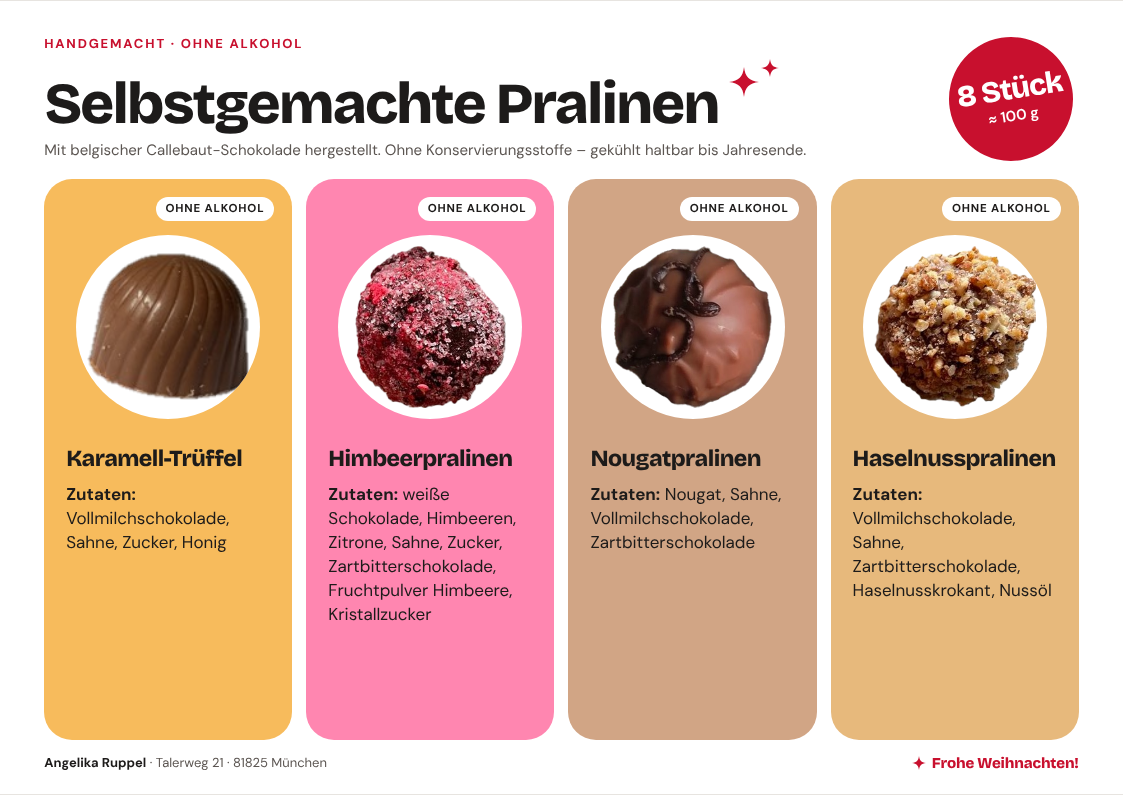 HANDGEMACHT · OHNE ALKOHOL
Selbstgemachte Pralinen
8 Stück
≈ 100 g
Mit belgischer Callebaut-Schokolade hergestellt. Ohne Konservierungsstoffe – gekühlt haltbar bis Jahresende.
OHNE ALKOHOL
Karamell-Trüffel
Zutaten:
Vollmilchschokolade,
Sahne, Zucker, Honig
OHNE ALKOHOL
Himbeerpralinen
Zutaten: weiße
Schokolade, Himbeeren,
Zitrone, Sahne, Zucker,
Zartbitterschokolade,
Fruchtpulver Himbeere,
Kristallzucker
OHNE ALKOHOL
Nougatpralinen
Zutaten: Nougat, Sahne,
Vollmilchschokolade,
Zartbitterschokolade
OHNE ALKOHOL
Haselnusspralinen
Zutaten:
Vollmilchschokolade,
Sahne,
Zartbitterschokolade,
Haselnusskrokant, Nussöl
Angelika Ruppel · Talerweg 21 · 81825 München
Frohe Weihnachten!